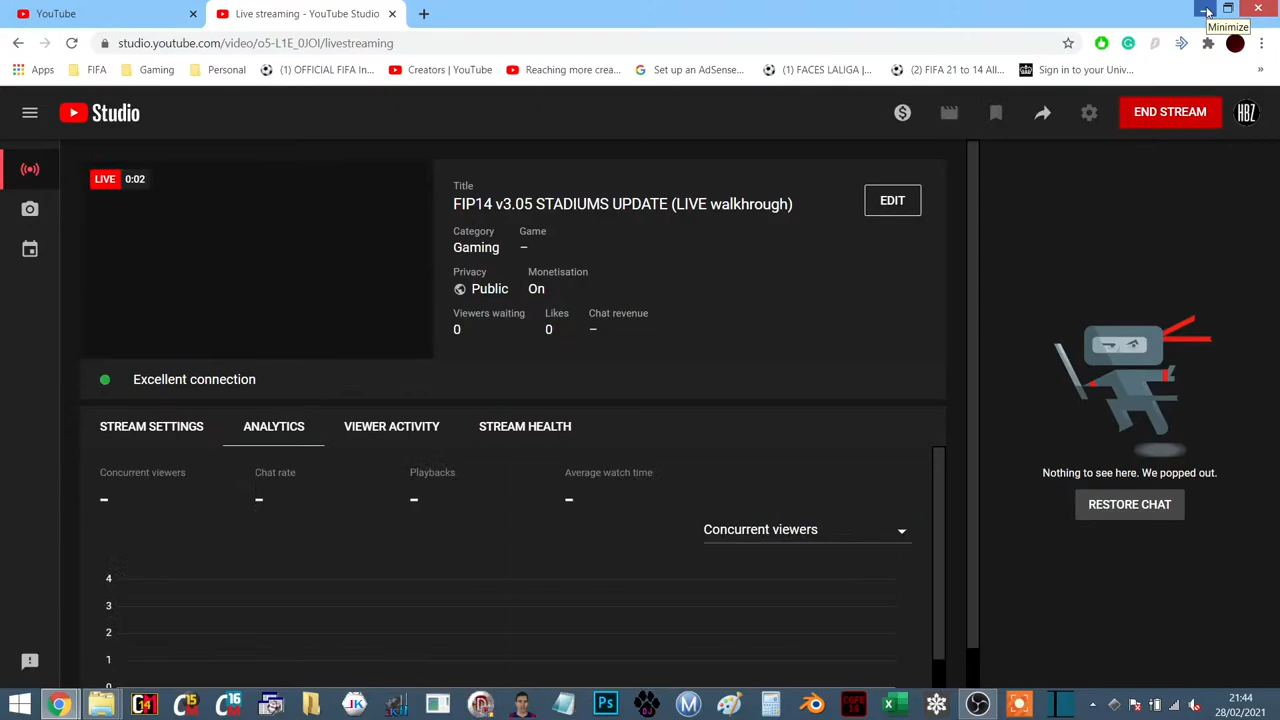 YouTube
Live streaming - YouTube Studio
Minimize
studio.youtube.com/video/o5-L1E_0JOI/livestreaming
Apps
FIFA
Gaming
Personal
(1) OFFICIAL FIFA In...
Creators | YouTube
Reaching more crea...
Set up an AdSense...
(1) FACES LALIGA |...
(2) FIFA 21 to 14 All...
Sign in to your Univ...
»
Studio
END STREAM
HBZ
LIVE 0:02
Title
FIP14 v3.05 STADIUMS UPDATE (LIVE walkhrough)
EDIT
Category Game
Gaming –
Privacy Monetisation
Public On
Viewers waiting Likes Chat revenue
0 0 –
Excellent connection
STREAM SETTINGS ANALYTICS VIEWER ACTIVITY STREAM HEALTH
Concurrent viewers Chat rate Playbacks Average watch time
– – – –
Concurrent viewers
4
3
2
1
0
Nothing to see here. We popped out.
RESTORE CHAT
14
15
16
Ps
21:44
28/02/2021